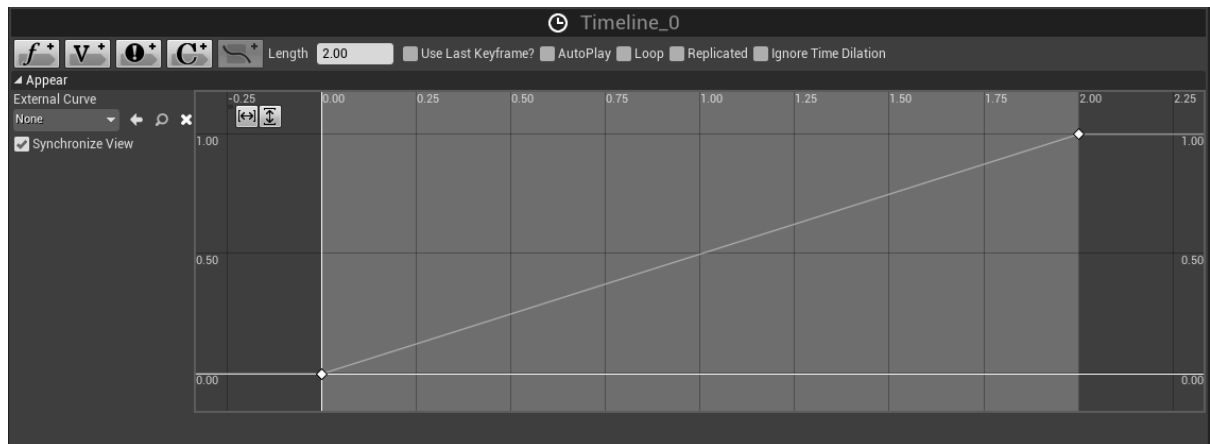 Timeline_0
f+ V+ !+ C+ + Length 2.00 Use Last Keyframe? AutoPlay Loop Replicated Ignore Time Dilation
Appear
External Curve
None
Synchronize View
-0.25 0.00 0.25 0.50 0.75 1.00 1.25 1.50 1.75 2.00 2.25
1.00 1.00
0.50 0.50
0.00 0.00